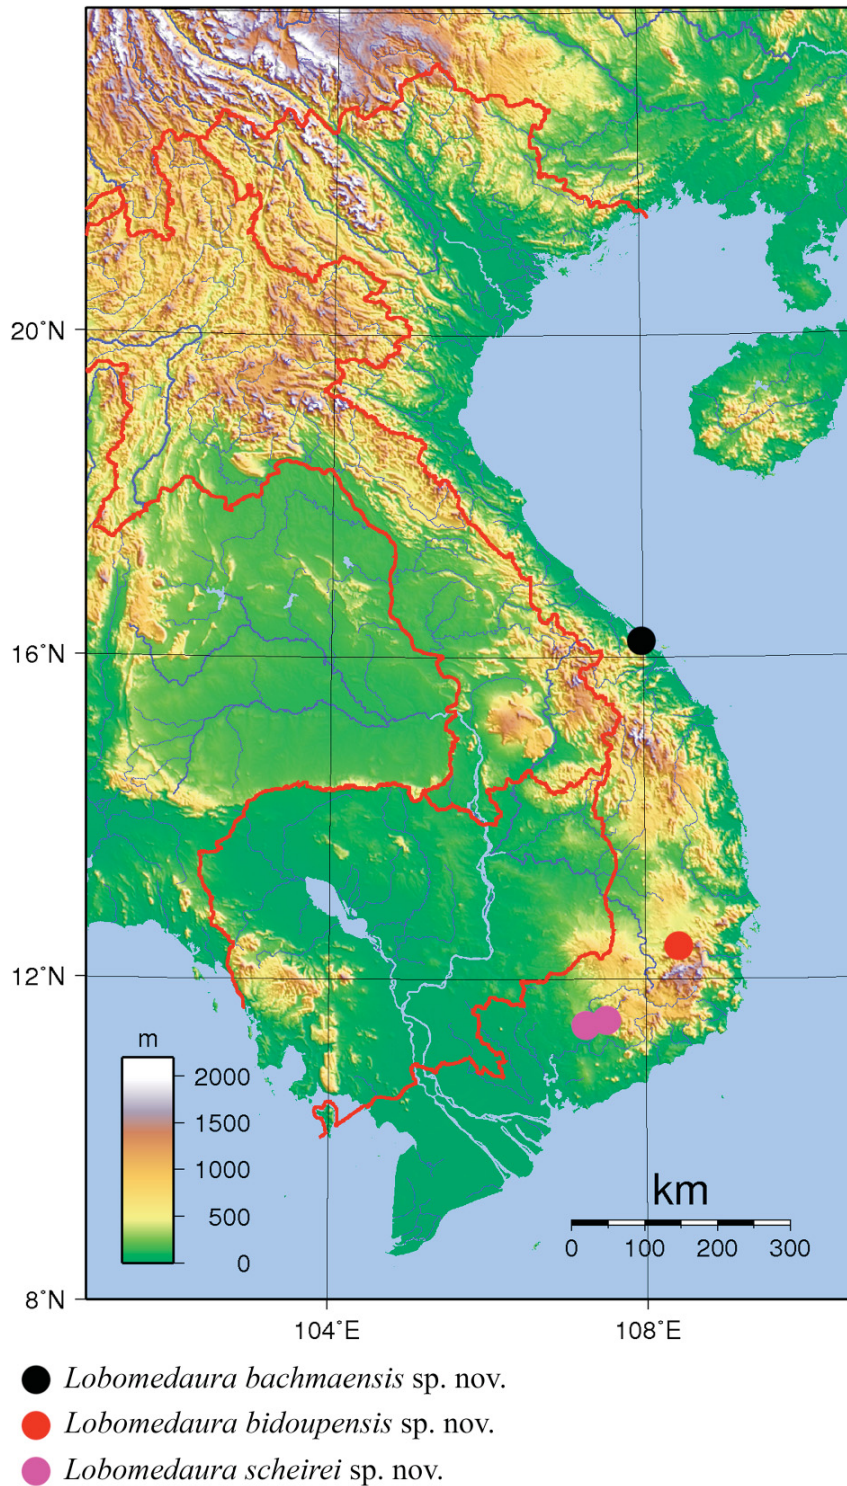 20°N
16°N
12°N
8°N
104°E
108°E
m
2000
1500
1000
500
0
km
0 100 200 300
Lobomedaura bachmaensis sp. nov.
Lobomedaura bidoupensis sp. nov.
Lobomedaura scheirei sp. nov.